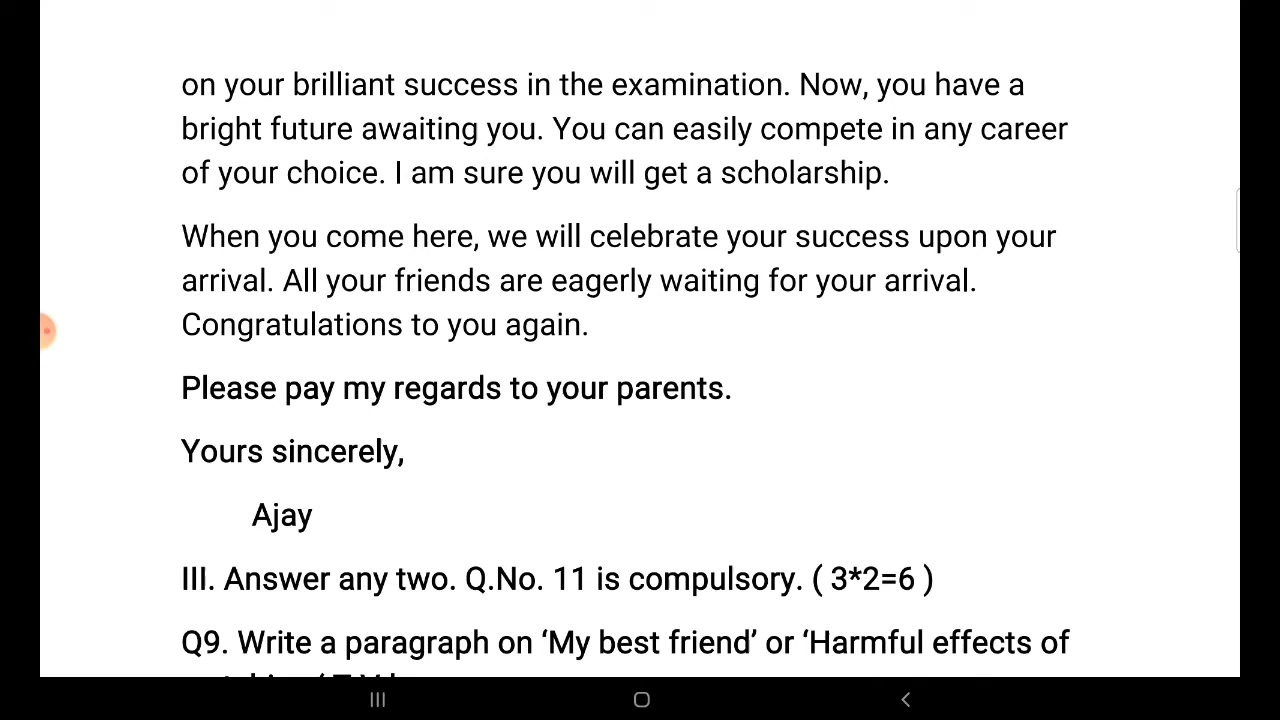 on your brilliant success in the examination. Now, you have a
bright future awaiting you. You can easily compete in any career
of your choice. I am sure you will get a scholarship.
When you come here, we will celebrate your success upon your
arrival. All your friends are eagerly waiting for your arrival.
Congratulations to you again.
Please pay my regards to your parents.
Yours sincerely,
Ajay
III. Answer any two. Q.No. 11 is compulsory. ( 3*2=6 )
Q9. Write a paragraph on ‘My best friend’ or ‘Harmful effects of